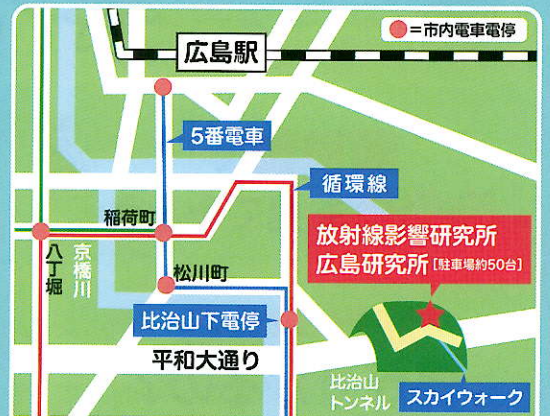 =市内電車電停
広島駅
5番電車
循環線
稲荷町
放射線影響研究所
広島研究所[駐車場約50台]
八丁堀
京橋川
松川町
比治山下電停
平和大通り
比治山
トンネル
スカイウォーク